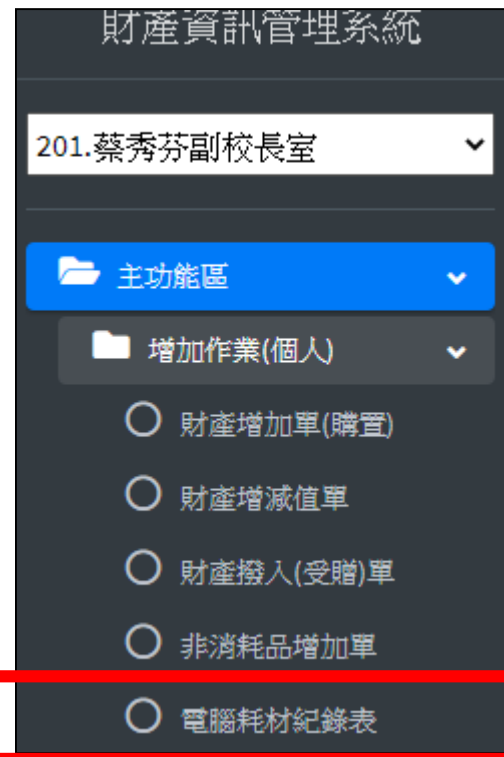 財產資訊管理系統
201.蔡秀芬副校長室
主功能區
增加作業(個人)
財產增加單(購置)
財產增減值單
財產撥入(受贈)單
非消耗品增加單
電腦耗材紀錄表